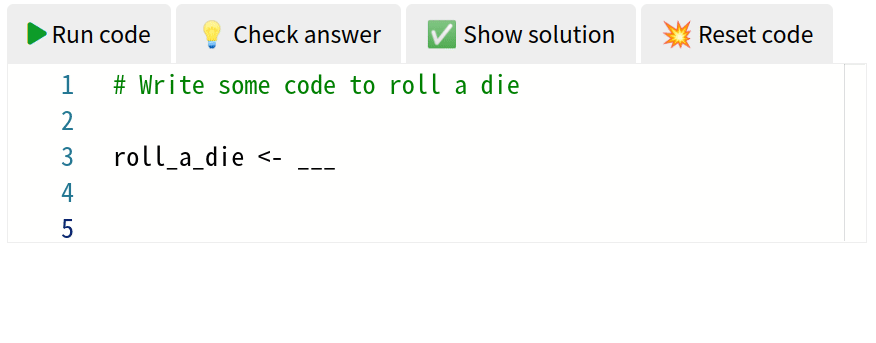 Run code Check answer Show solution Reset code
1 # Write some code to roll a die
2
3 roll_a_die <- ___
4
5